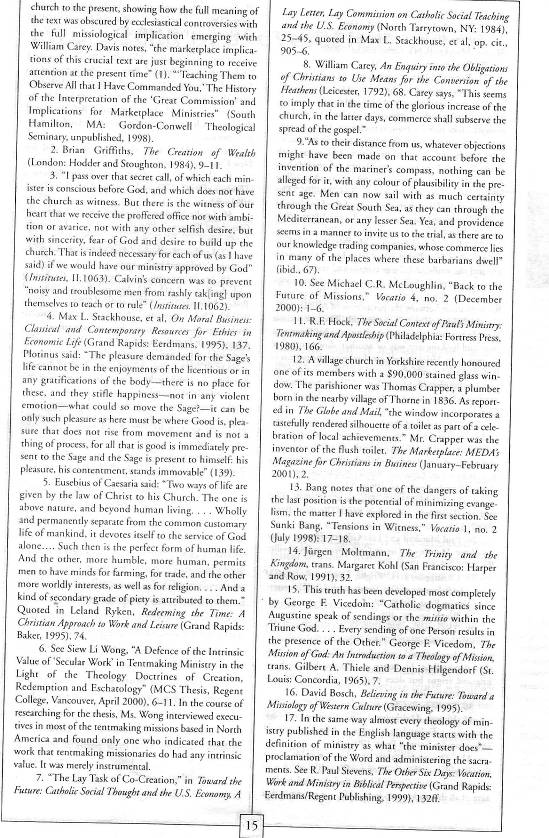 church to the present, showing how the full meaning of
the text was obscured by ecclesiastical controversies with
the full missiological implication emerging with
William Carey. Davis notes, "the marketplace implica-
tions of this crucial text are just beginning to receive
attention at the present time" (1). "'Teaching Them to
Observe All that I Have Commanded You,' The History
of the Interpretation of the 'Great Commission' and
Implications for Marketplace Ministries" (South
Hamilton, MA: Gordon-Conwell Theological
Seminary, unpublished, 1998).
2. Brian Griffiths, The Creation of Wealth
(London: Hodder and Stoughton, 1984), 9–11.
3. "I pass over that secret call, of which each min-
ister is conscious before God, and which does not have
the church as witness. But there is the witness of our
heart that we receive the proffered office not with ambi-
tion or avarice, not with any other selfish desire, but
with sincerity, fear of God and desire to build up the
church. That is indeed necessary for each of us (as I have
said) if we would have our ministry approved by God"
(Institutes, II.1063). Calvin's concern was to prevent
"noisy and troublesome men from rashly tak[ing] upon
themselves to teach or to rule" (Institutes, II.1062).
4. Max L. Stackhouse, et al, On Moral Business:
Classical and Contemporary Resources for Ethics in
Economic Life (Grand Rapids: Eerdmans, 1995), 137.
Plotinus said: "The pleasure demanded for the Sage's
life cannot be in the enjoyments of the licentious or in
any gratifications of the body—there is no place for
these, and they stifle happiness—not in any violent
emotion—what could so move the Sage?—it can be
only such pleasure as here must be where Good is, plea-
sure that does not rise from movement and is not a
thing of process, for all that is good is immediately pre-
sent to the Sage and the Sage is present to himself: his
pleasure, his contentment, stands immovable" (139).
5. Eusebius of Caesaria said: "Two ways of life are
given by the law of Christ to his Church. The one is
above nature, and beyond human living. . . . Wholly
and permanently separate from the common customary
life of mankind, it devotes itself to the service of God
alone.... Such then is the perfect form of human life.
And the other, more humble, more human, permits
men to have minds for farming, for trade, and the other
more worldly interests, as well as for religion. . . . And a
kind of secondary grade of piety is attributed to them."
Quoted in Leland Ryken, Redeeming the Time: A
Christian Approach to Work and Leisure (Grand Rapids:
Baker, 1995), 74.
6. See Siew Li Wong, "A Defence of the Intrinsic
Value of 'Secular Work' in Tentmaking Ministry in the
Light of the Theology Doctrines of Creation,
Redemption and Eschatology" (MCS Thesis, Regent
College, Vancouver, April 2000), 6–11. In the course of
researching for the thesis, Ms. Wong interviewed execu-
tives in most of the tentmaking missions based in North
America and found only one who indicated that the
work that tentmaking missionaries do had any intrinsic
value. It was merely instrumental.
7. "The Lay Task of Co-Creation," in Toward the
Future: Catholic Social Thought and the U.S. Economy, A
Lay Letter, Lay Commission on Catholic Social Teaching
and the U.S. Economy (North Tarrytown, NY: 1984),
25–45, quoted in Max L. Stackhouse, et al, op. cit.,
905–6.
8. William Carey, An Enquiry into the Obligations
of Christians to Use Means for the Conversion of the
Heathens (Leicester, 1792), 68. Carey says, "This seems
to imply that in the time of the glorious increase of the
church, in the latter days, commerce shall subserve the
spread of the gospel."
9."As to their distance from us, whatever objections
might have been made on that account before the
invention of the mariner's compass, nothing can be
alleged for it, with any colour of plausibility in the pre-
sent age. Men can now sail with as much certainty
through the Great South Sea, as they can through the
Mediterranean, or any lesser Sea. Yea, and providence
seems in a manner to invite us to the trial, as there are to
our knowledge trading companies, whose commerce lies
in many of the places where these barbarians dwell"
(ibid., 67).
10. See Michael C.R. McLoughlin, "Back to the
Future of Missions," Vocatio 4, no. 2 (December
2000): 1–6.
11. R.F. Hock, The Social Context of Paul's Ministry:
Tentmaking and Apostleship (Philadelphia: Fortress Press,
1980), 166.
12. A village church in Yorkshire recently honoured
one of its members with a $90,000 stained glass win-
dow. The parishioner was Thomas Crapper, a plumber
born in the nearby village of Thorne in 1836. As report-
ed in The Globe and Mail, "the window incorporates a
tastefully rendered silhouette of a toilet as part of a cele-
bration of local achievements." Mr. Crapper was the
inventor of the flush toilet. The Marketplace: MEDA's
Magazine for Christians in Business (January–February
2001), 2.
13. Bang notes that one of the dangers of taking
the last position is the potential of minimizing evange-
lism, the matter I have explored in the first section. See
Sunki Bang, "Tensions in Witness," Vocatio 1, no. 2
(July 1998): 17–18.
14. Jürgen Moltmann, The Trinity and the
Kingdom, trans. Margaret Kohl (San Francisco: Harper
and Row, 1991), 32.
15. This truth has been developed most completely
by George F. Vicedoim: "Catholic dogmatics since
Augustine speak of sendings or the missio within the
Triune God. . . . Every sending of one Person results in
the presence of the Other." George F. Vicedom, The
Mission of God: An Introduction to a Theology of Mission,
trans. Gilbert A. Thiele and Dennis Hilgendorf (St.
Louis: Concordia, 1965), 7.
16. David Bosch, Believing in the Future: Toward a
Missiology of Western Culture (Gracewing, 1995).
17. In the same way almost every theology of min-
istry published in the English language starts with the
definition of ministry as what "the minister does"—
proclamation of the Word and administering the sacra-
ments. See R. Paul Stevens, The Other Six Days: Vocation,
Work and Ministry in Biblical Perspective (Grand Rapids:
Eerdmans/Regent Publishing, 1999), 132ff.
15